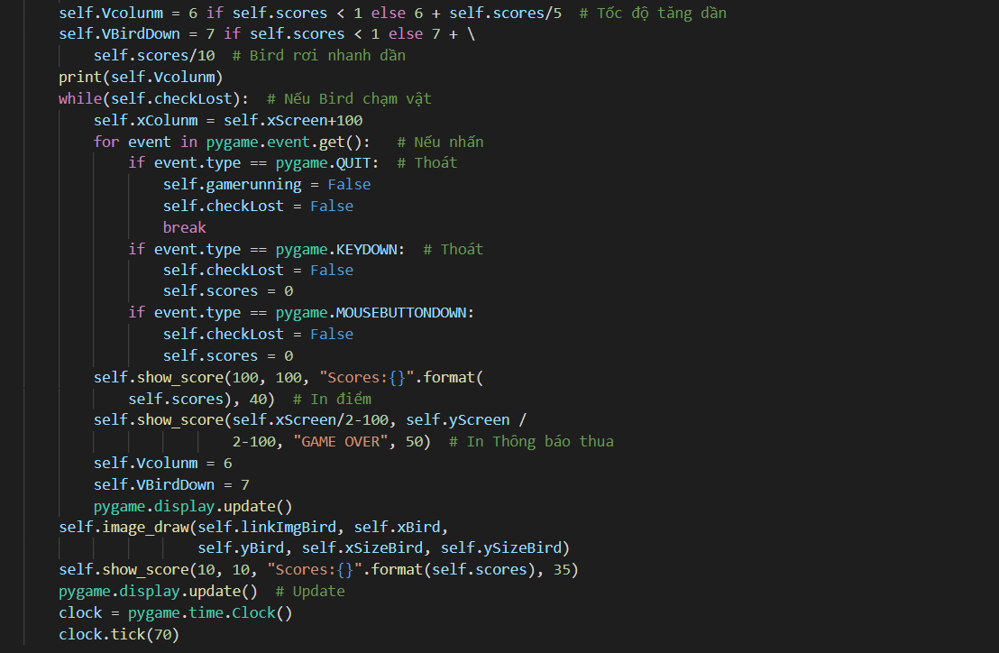 self.Vcolunm = 6 if self.scores < 1 else 6 + self.scores/5  # Tốc độ tăng dần
self.VBirdDown = 7 if self.scores < 1 else 7 + \
    self.scores/10  # Bird rơi nhanh dần
print(self.Vcolunm)
while(self.checkLost):  # Nếu Bird chạm vật
    self.xColunm = self.xScreen+100
    for event in pygame.event.get():   # Nếu nhấn
        if event.type == pygame.QUIT:  # Thoát
            self.gamerunning = False
            self.checkLost = False
            break
        if event.type == pygame.KEYDOWN:  # Thoát
            self.checkLost = False
            self.scores = 0
        if event.type == pygame.MOUSEBUTTONDOWN:
            self.checkLost = False
            self.scores = 0
    self.show_score(100, 100, "Scores:{}".format(
        self.scores), 40)  # In điểm
    self.show_score(self.xScreen/2-100, self.yScreen /
                    2-100, "GAME OVER", 50)  # In Thông báo thua
    self.Vcolunm = 6
    self.VBirdDown = 7
    pygame.display.update()
self.image_draw(self.linkImgBird, self.xBird,
                self.yBird, self.xSizeBird, self.ySizeBird)
self.show_score(10, 10, "Scores:{}".format(self.scores), 35)
pygame.display.update()  # Update
clock = pygame.time.Clock()
clock.tick(70)